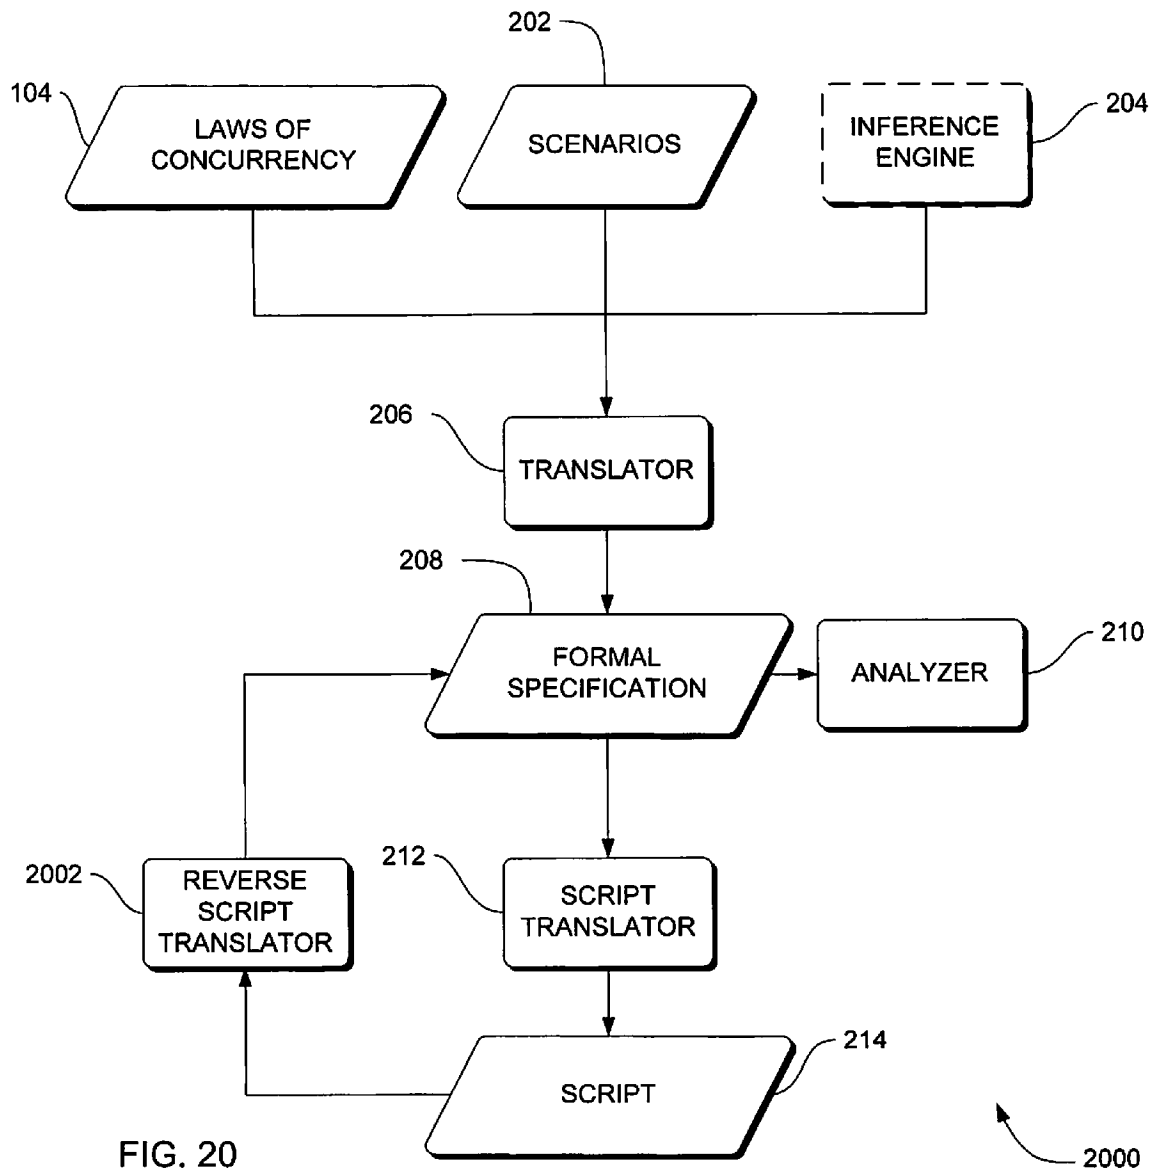 202
104
LAWS OF
CONCURRENCY
SCENARIOS
INFERENCE
ENGINE
204
206
TRANSLATOR
208
FORMAL
SPECIFICATION
ANALYZER
210
2002
REVERSE
SCRIPT
TRANSLATOR
212
SCRIPT
TRANSLATOR
SCRIPT
214
FIG. 20
2000